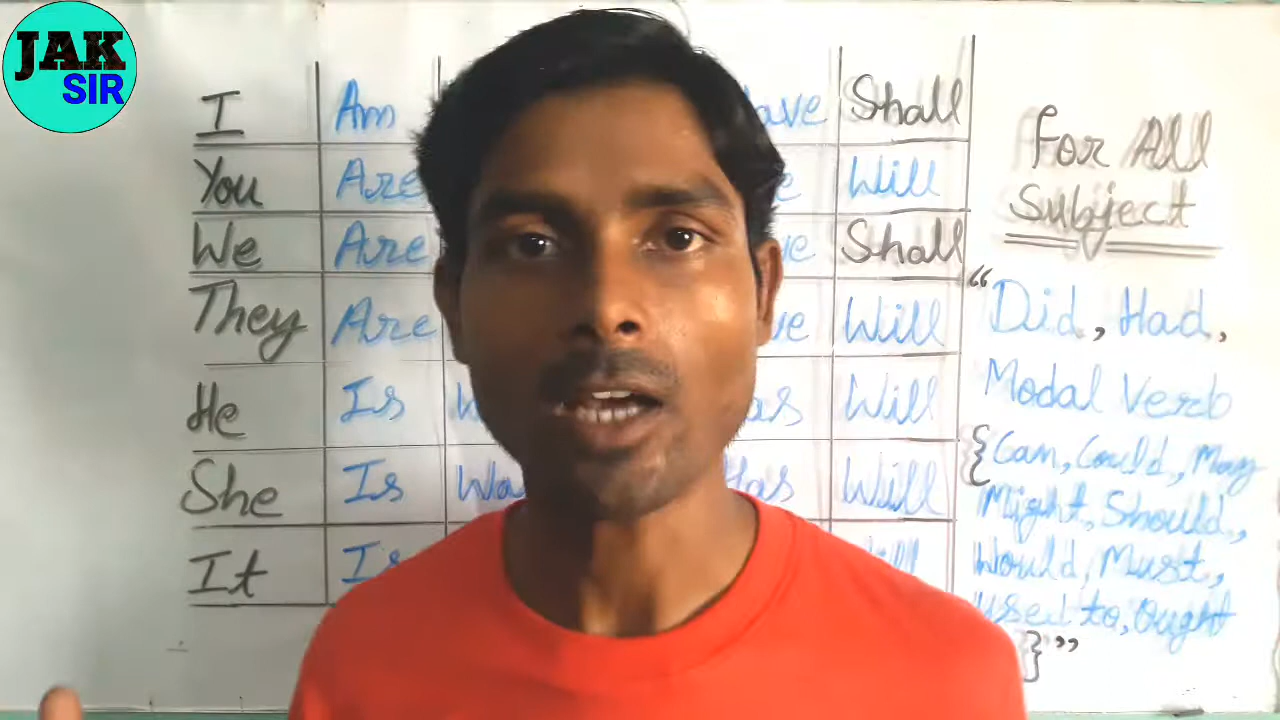 JAK
SIR
I Am Shall
You Are Will
We Are Shall
They Are Will
He Is Will
She Is Will
It
For All
Subject
“Did, Had,
Modal Verb
{Can, Could, May
Might, Should,
Would, Must,
Used to, Ought
}”